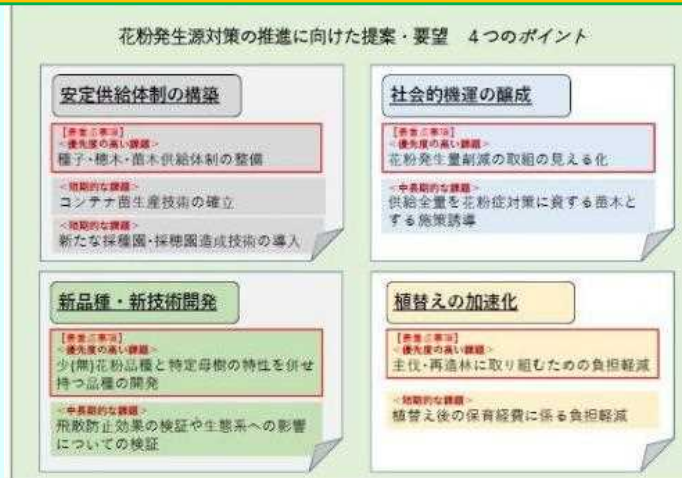 花粉発生源対策の推進に向けた提案・要望　４つのポイント
安定供給体制の構築
【最重点事項】
<優先度の高い課題>
種子・穂木・苗木供給体制の整備
<短期的な課題>
コンテナ苗生産技術の確立
<短期的な課題>
新たな採種園・採穂園造成技術の導入
社会的機運の醸成
【最重点事項】
<優先度の高い課題>
花粉発生量削減の取組の見える化
<中長期的な課題>
供給全量を花粉症対策に資する苗木と
する施策誘導
新品種・新技術開発
【最重点事項】
<優先度の高い課題>
少(無)花粉品種と特定母樹の特性を併せ
持つ品種の開発
<中長期的な課題>
飛散防止効果の検証や生態系への影響
についての検証
植替えの加速化
【最重点事項】
<優先度の高い課題>
主伐・再造林に取り組むための負担軽減
<短期的な課題>
植替え後の保育経費に係る負担軽減